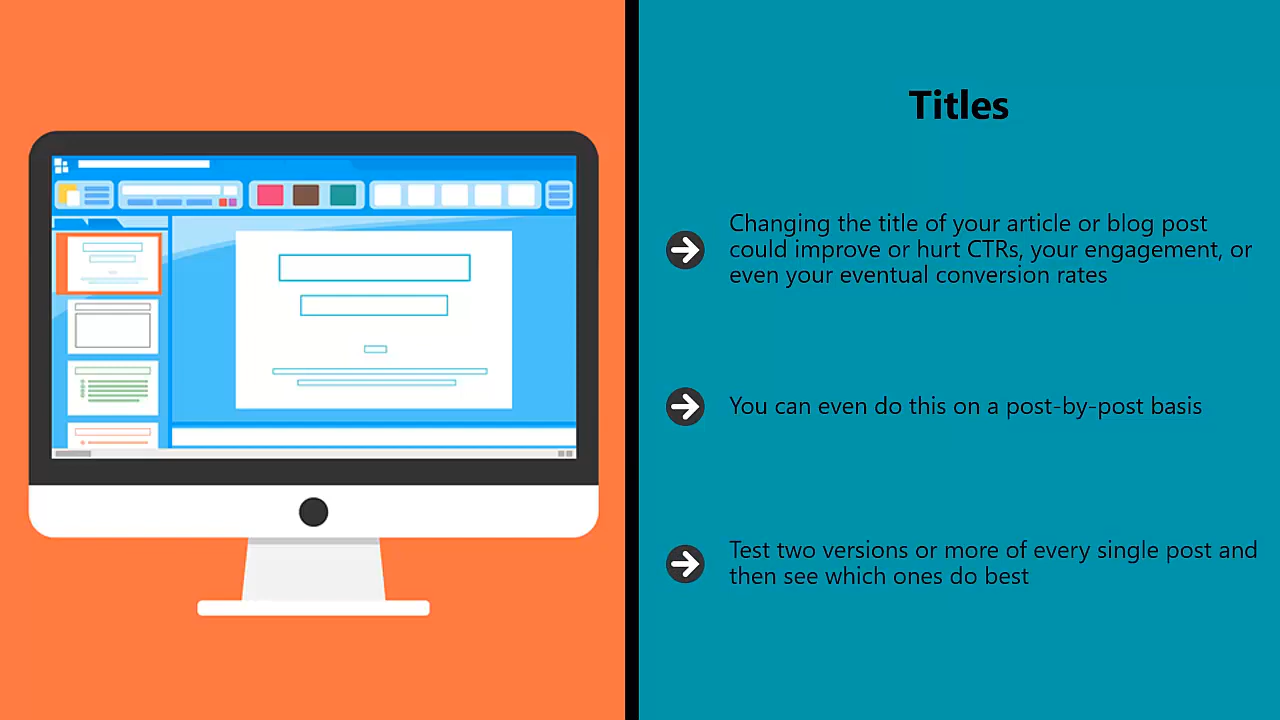 Titles
Changing the title of your article or blog post
could improve or hurt CTRs, your engagement, or
even your eventual conversion rates
You can even do this on a post-by-post basis
Test two versions or more of every single post and
then see which ones do best